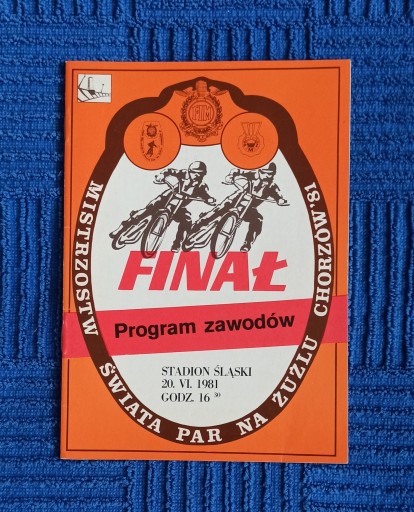 MISTRZOSTW ŚWIATA PAR NA ŻUŻLU CHORZÓW'81
FINAŁ
Program zawodów
STADION ŚLĄSKI
20. VI. 1981
GODZ. 16 30